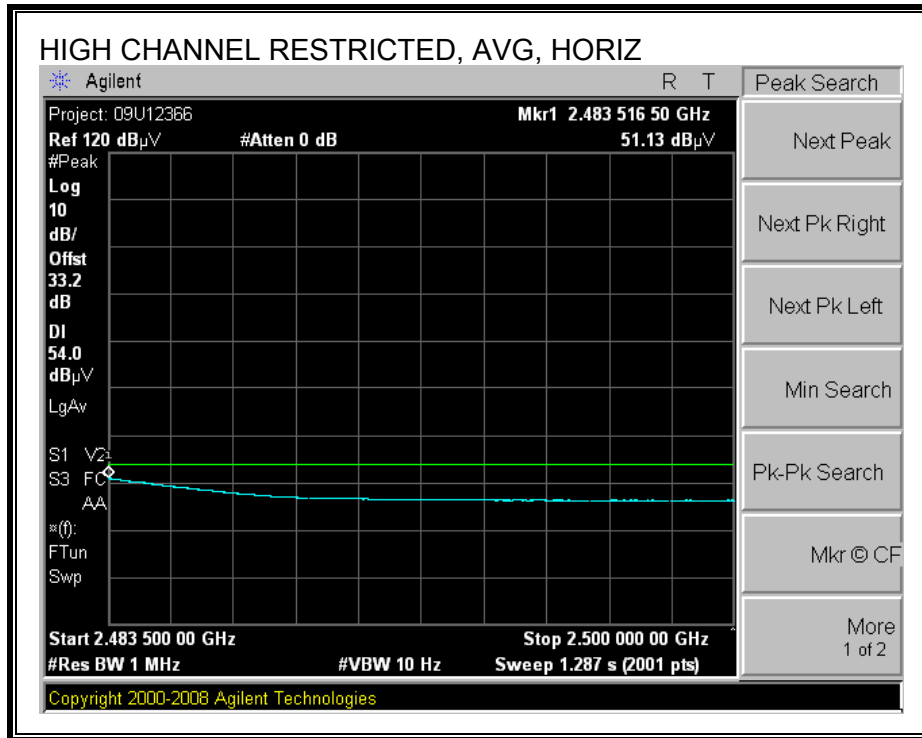 HIGH CHANNEL RESTRICTED, AVG, HORIZ
Agilent R T Peak Search
Project: 09U12366 Mkr1 2.483 516 50 GHz
Ref 120 dBµV #Atten 0 dB 51.13 dBµV
#Peak
Log
10
dB/
Offst
33.2
dB
DI
54.0
dBµV
LgAv
S1 V2
1
S3 FC
AA
¤(f):
FTun
Swp
Start 2.483 500 00 GHz Stop 2.500 000 00 GHz
#Res BW 1 MHz #VBW 10 Hz Sweep 1.287 s (2001 pts)
Copyright 2000-2008 Agilent Technologies
Next Peak
Next Pk Right
Next Pk Left
Min Search
Pk-Pk Search
Mkr © CF
More
1 of 2